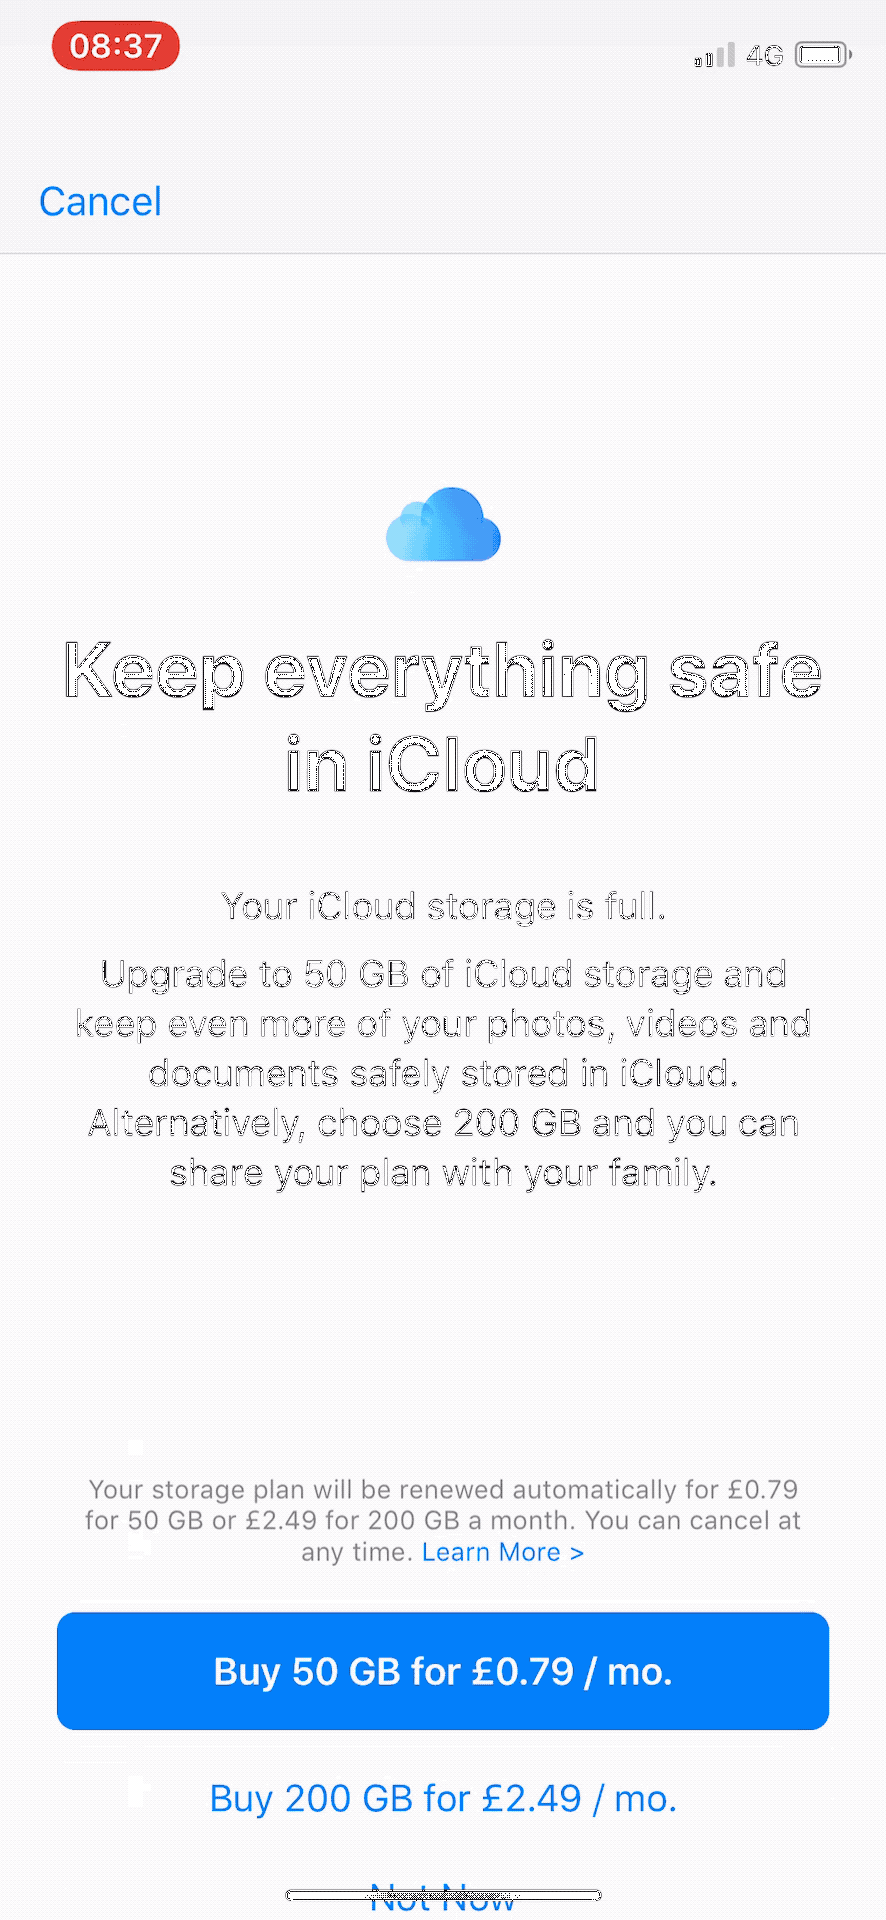 08:37
4G
Cancel
Keep everything safe
in iCloud
Your iCloud storage is full.
Upgrade to 50 GB of iCloud storage and
keep even more of your photos, videos and
documents safely stored in iCloud.
Alternatively, choose 200 GB and you can
share your plan with your family.
Your storage plan will be renewed automatically for £0.79
for 50 GB or £2.49 for 200 GB a month. You can cancel at
any time. Learn More >
Buy 50 GB for £0.79 / mo.
Buy 200 GB for £2.49 / mo.
Not Now